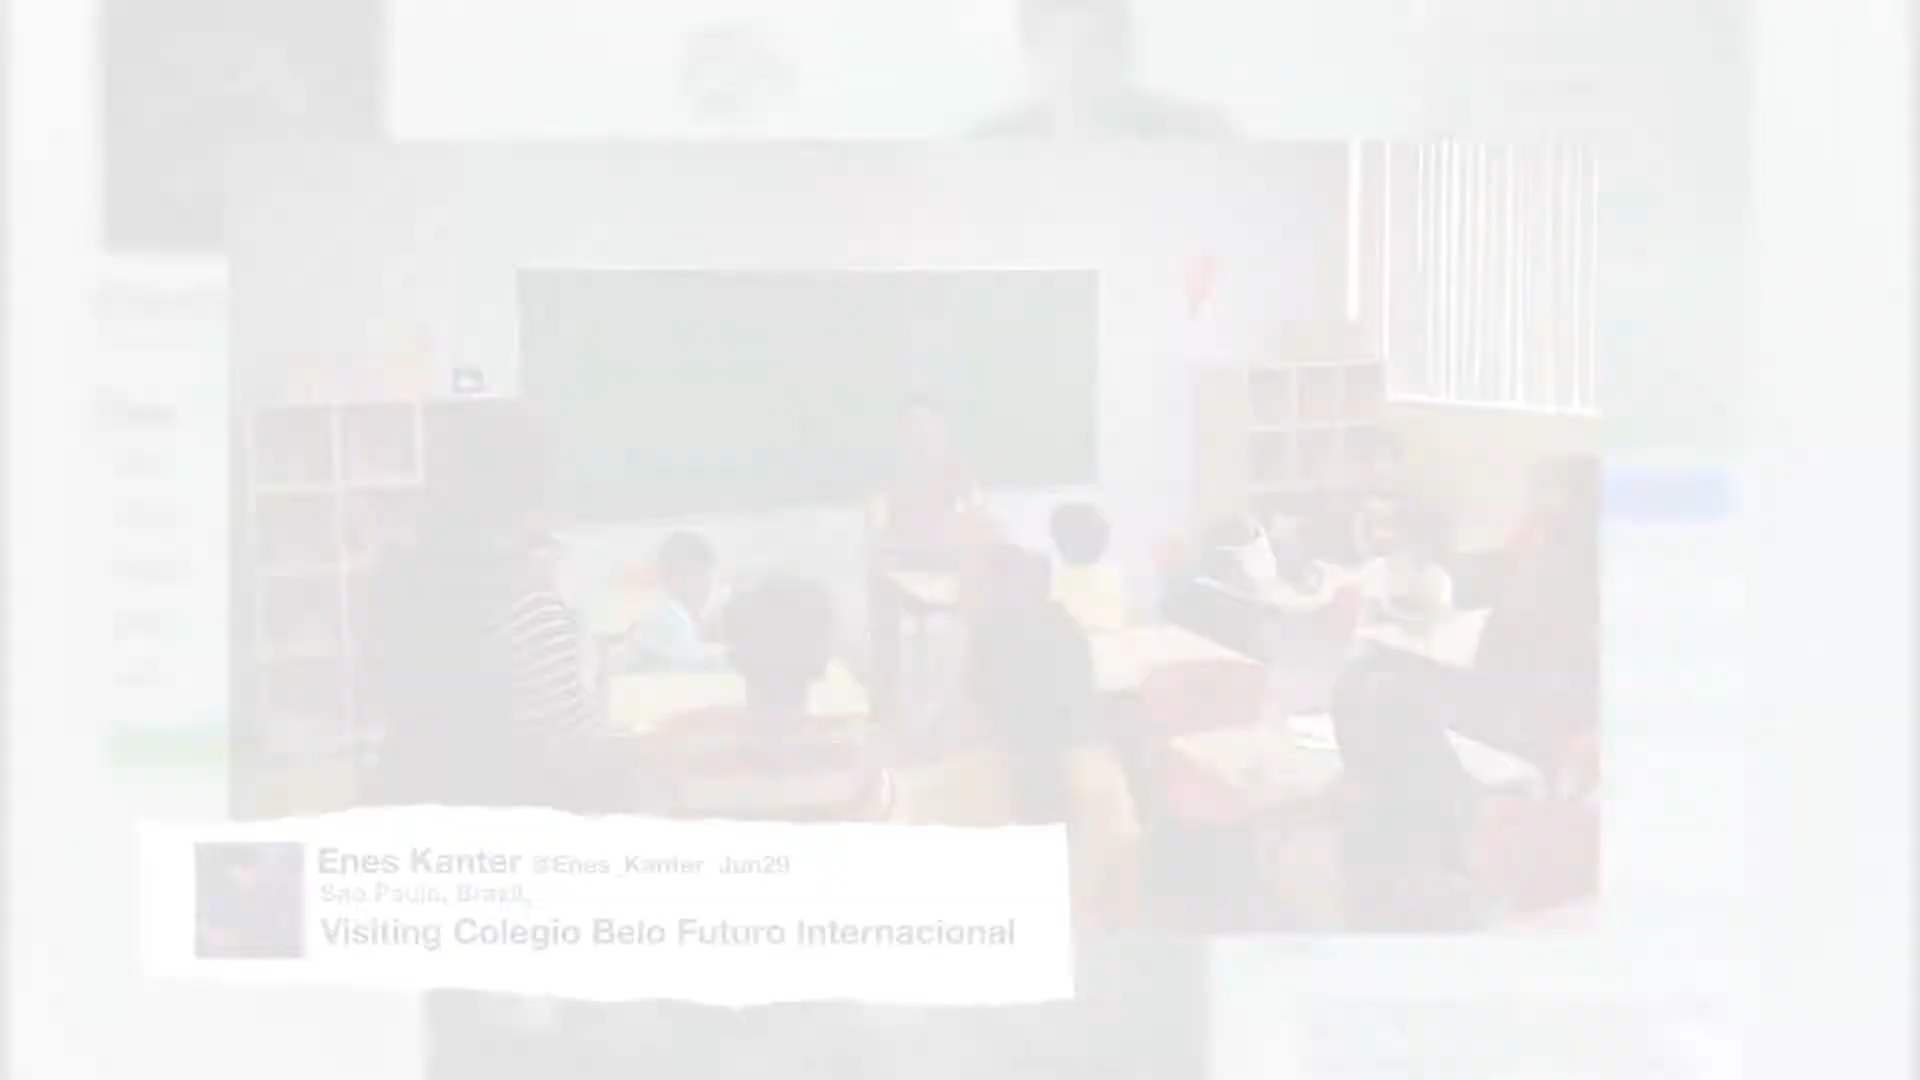 Enes Kanter @Enes_Kanter Jun29
Sao Paulo, Brazil,
Visiting Colegio Belo Futuro Internacional